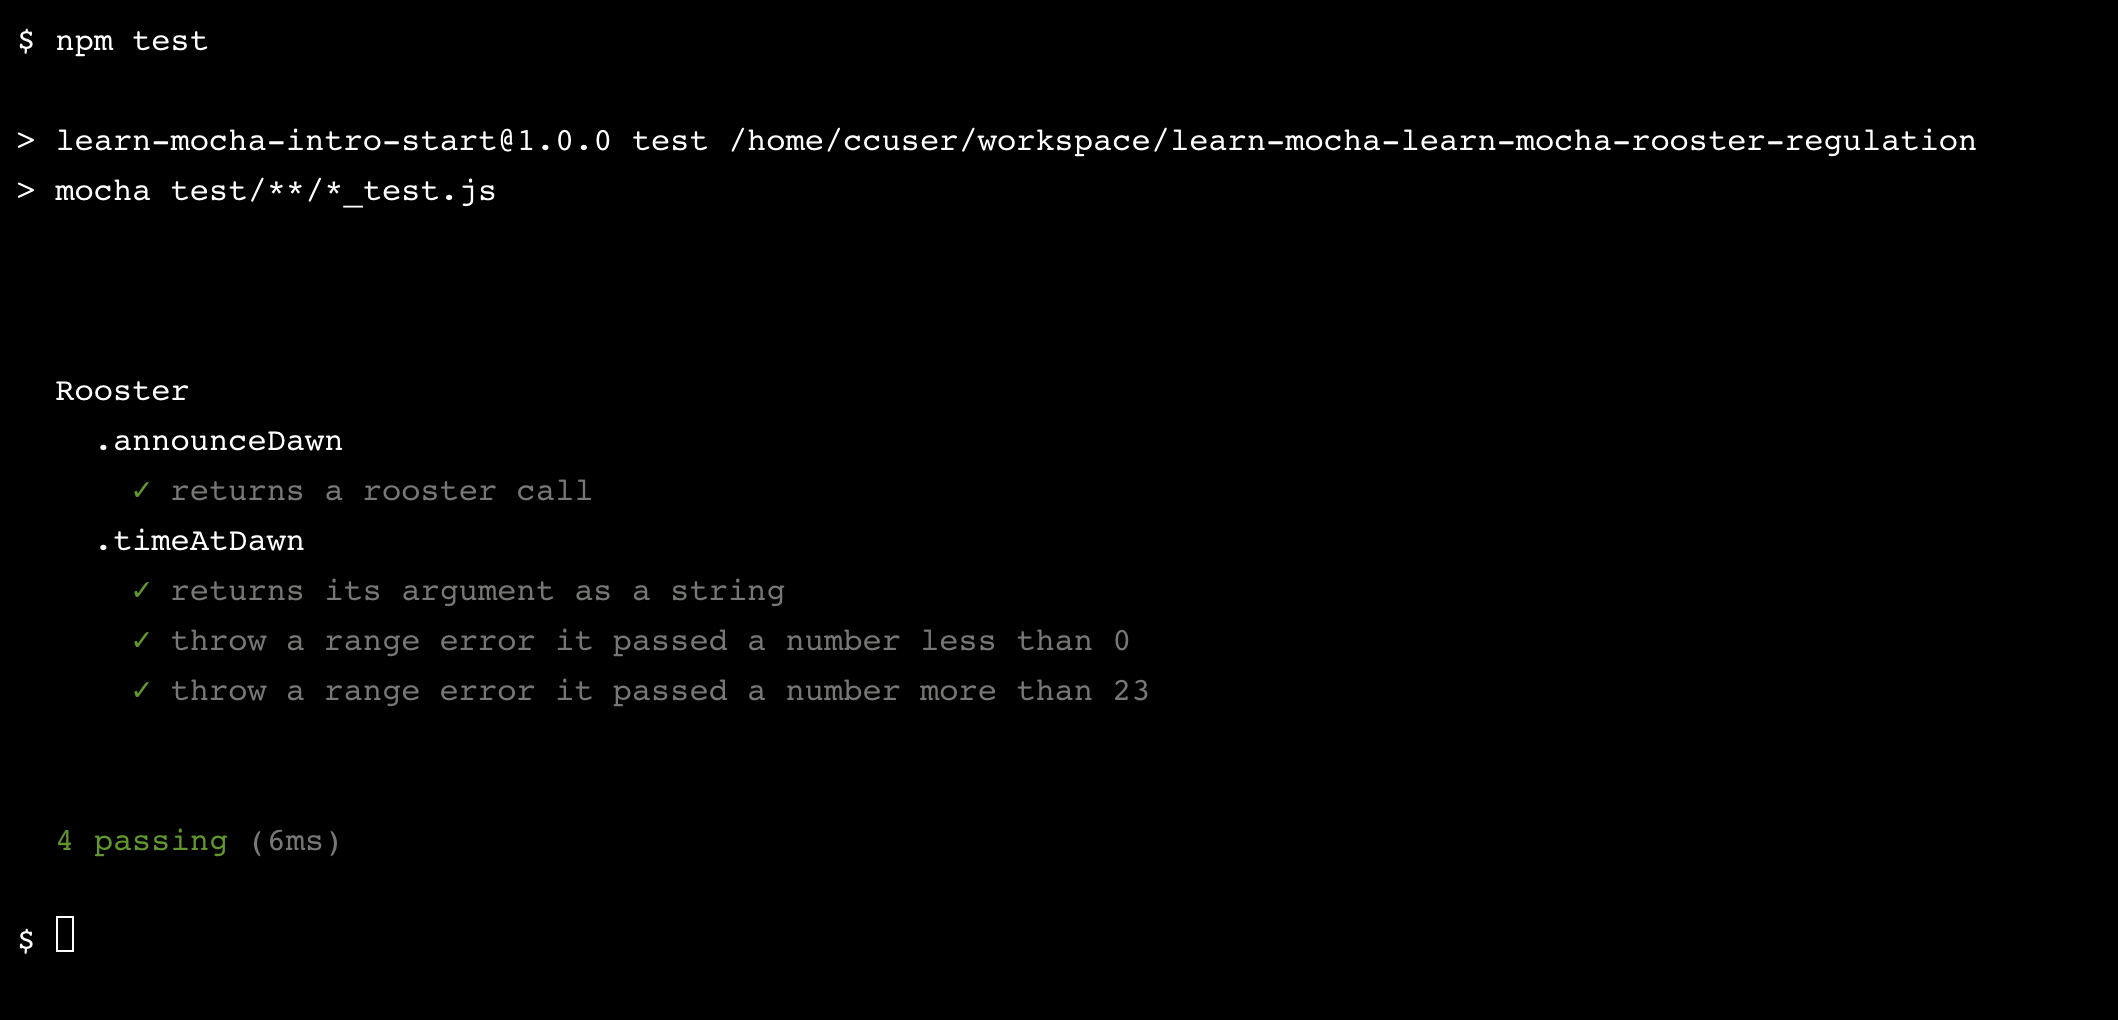 $ npm test
> learn-mocha-intro-start@1.0.0 test /home/ccuser/workspace/learn-mocha-learn-mocha-rooster-regulation
> mocha test/**/*_test.js
Rooster
.announceDawn
✓ returns a rooster call
.timeAtDawn
✓ returns its argument as a string
✓ throw a range error it passed a number less than 0
✓ throw a range error it passed a number more than 23
4 passing (6ms)
$